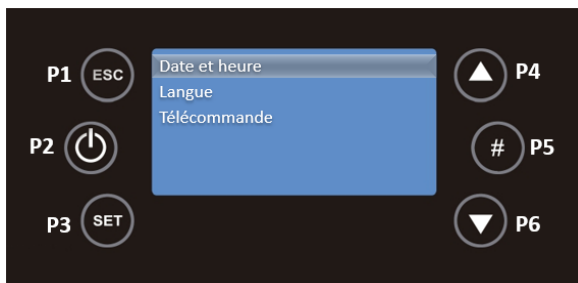 P1 ESC
Date et heure
P4
Langue
Télécommande
P2
# P5
P3 SET
P6